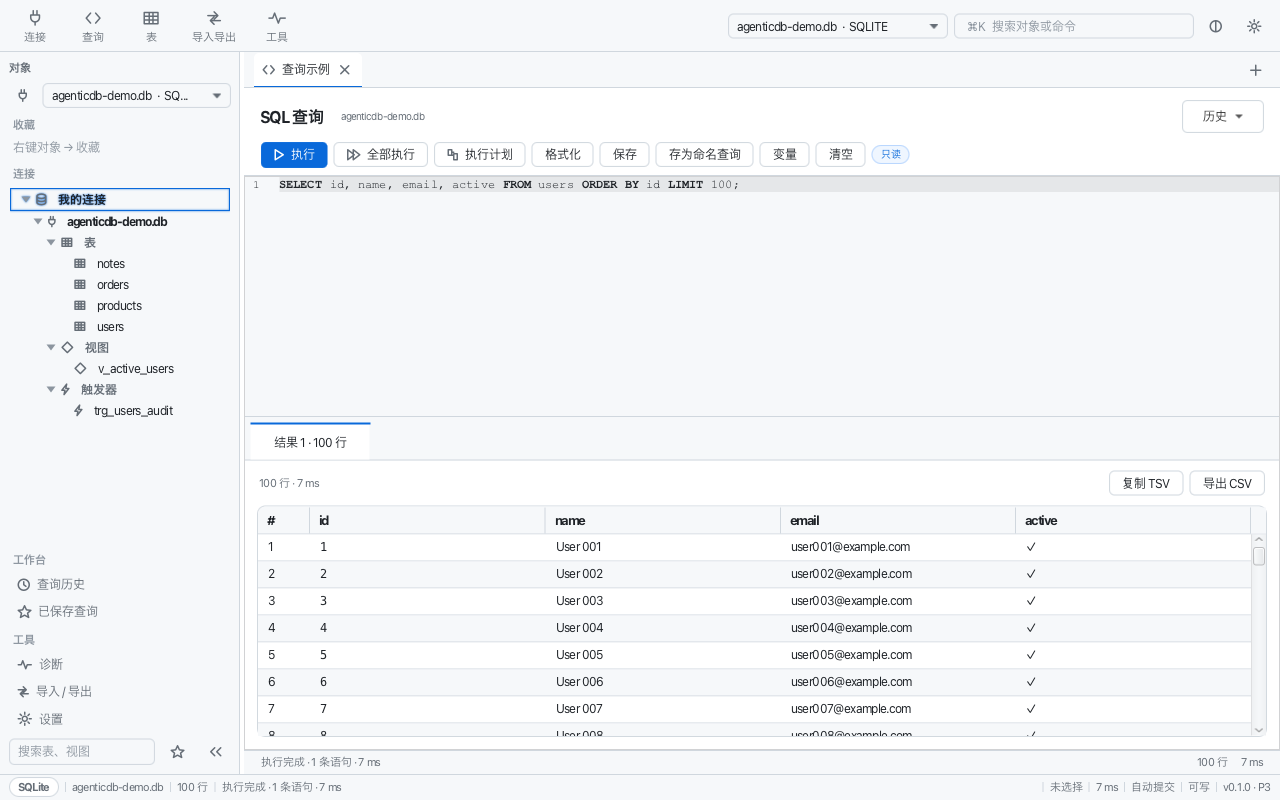 连接 查询 表 导入导出 工具
agenticdb-demo.db · SQLITE
⌘K 搜索对象或命令
对象
agenticdb-demo.db · SQ...
收藏
右键对象 → 收藏
连接
我的连接
agenticdb-demo.db
表
notes
orders
products
users
视图
v_active_users
触发器
trg_users_audit
工作台
查询历史
已保存查询
工具
诊断
导入 / 导出
设置
搜索表、视图
查询示例
SQL 查询 agenticdb-demo.db 历史
执行 全部执行 执行计划 格式化 保存 存为命名查询 变量 清空 只读
1 SELECT id, name, email, active FROM users ORDER BY id LIMIT 100;
结果 1 · 100 行
100 行 · 7 ms 复制 TSV 导出 CSV
# id name email active
1 1 User 001 user001@example.com ✓
2 2 User 002 user002@example.com ✓
3 3 User 003 user003@example.com ✓
4 4 User 004 user004@example.com ✓
5 5 User 005 user005@example.com ✓
6 6 User 006 user006@example.com ✓
7 7 User 007 user007@example.com ✓
8 8 User 008 user008@example.com ✓
执行完成 · 1 条语句 · 7 ms 100 行 7 ms
SQLite agenticdb-demo.db 100 行 执行完成 · 1 条语句 · 7 ms 未选择 7 ms 自动提交 可写 v0.1.0 · P3